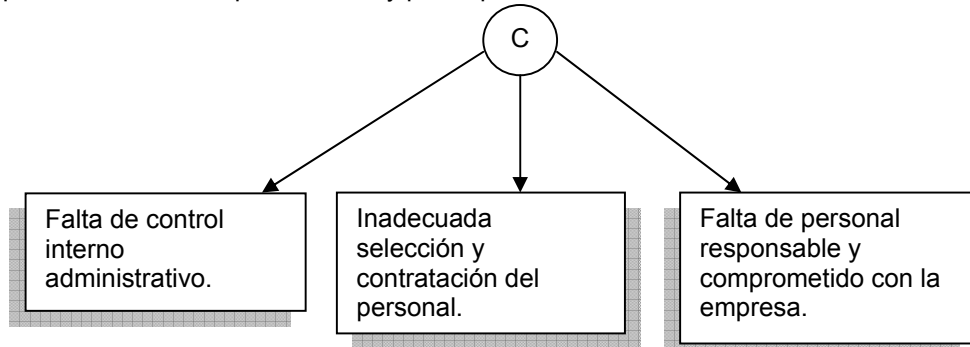 C
Falta de control
interno
administrativo.
Inadecuada
selección y
contratación del
personal.
Falta de personal
responsable y
comprometido con la
empresa.